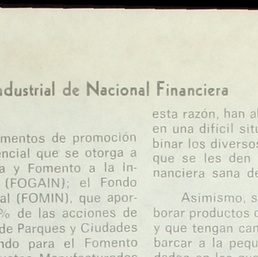 ndustrial de Nacional Financiera
mentos de promoción
encial que se otorga a
a y Fomento a la In-
(FOGAIN); el Fondo
al (FOMIN), que apor-
% de las acciones de
de Parques y Ciudades
ndo para el Fomento
esta razón, han al
en una difícil situ
binar los diversos
que se les den
nanciera sana de
Asimismo, s
borar productos c
y que tengan can
barcar a la pequ